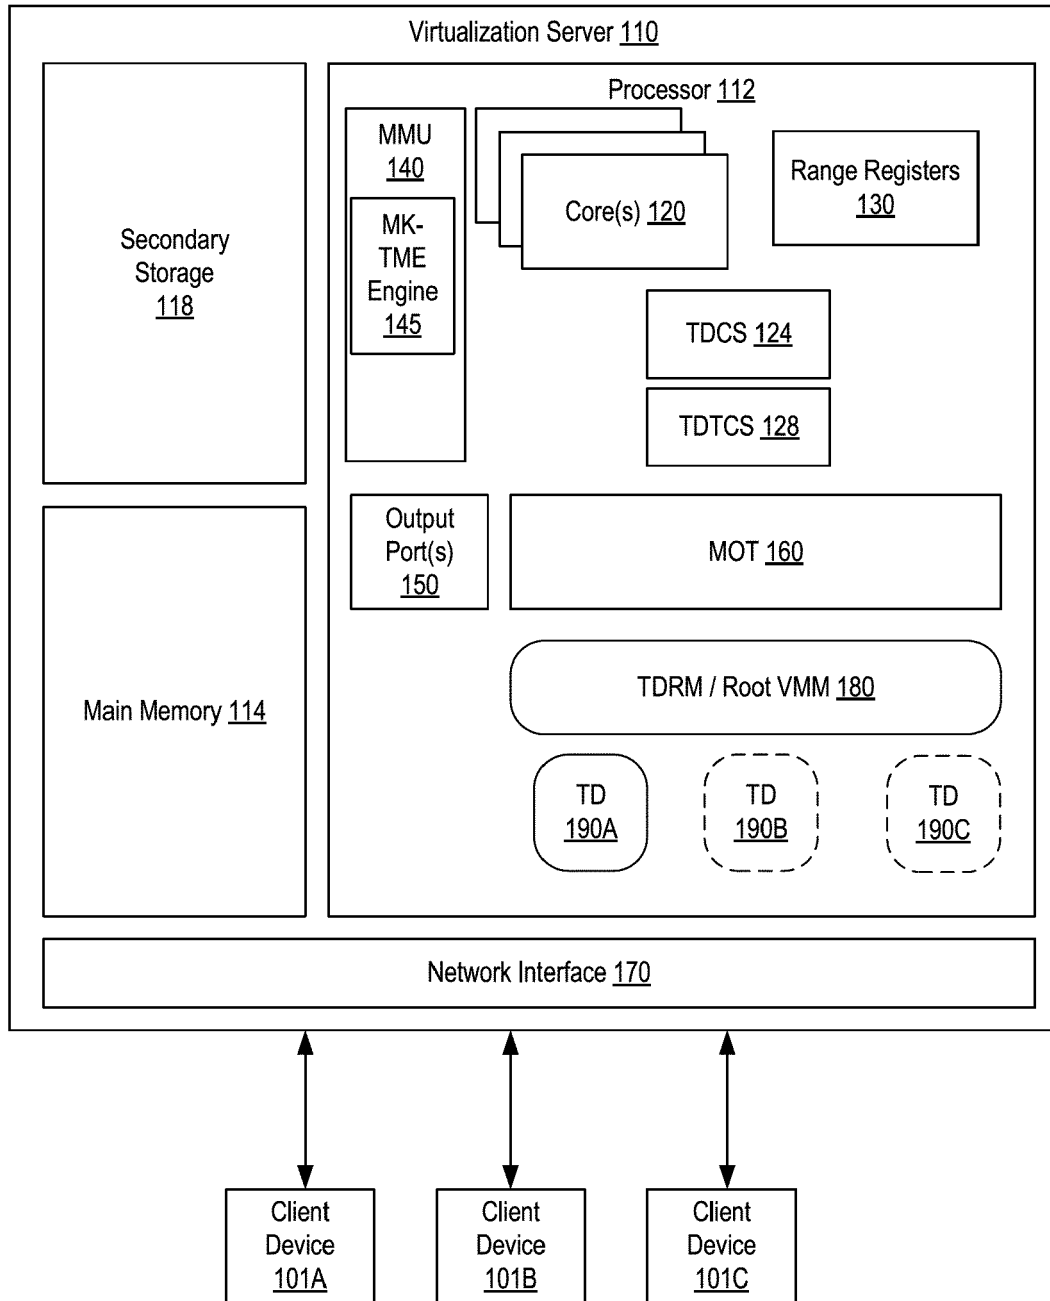 Virtualization Server 110
Processor 112
MMU
140
MK-
TME
Engine
145
Core(s) 120
Range Registers
130
Secondary
Storage
118
TDCS 124
TDTCS 128
Output
Port(s)
150
MOT 160
Main Memory 114
TDRM / Root VMM 180
TD
190A
TD
190B
TD
190C
Network Interface 170
Client
Device
101A
Client
Device
101B
Client
Device
101C